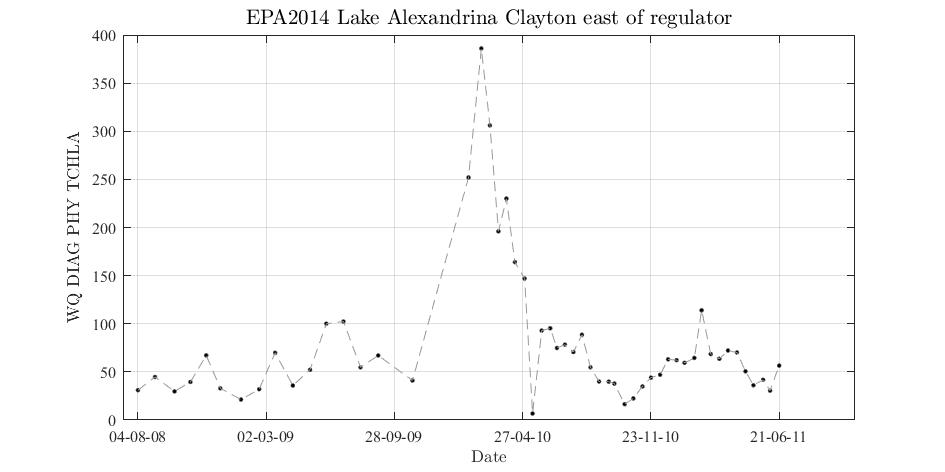 EPA2014 Lake Alexandrina Clayton east of regulator
400
350
300
250
200
150
100
50
0
WQ DIAG PHY TCHLA
04-08-08 02-03-09 28-09-09 27-04-10 23-11-10 21-06-11
Date